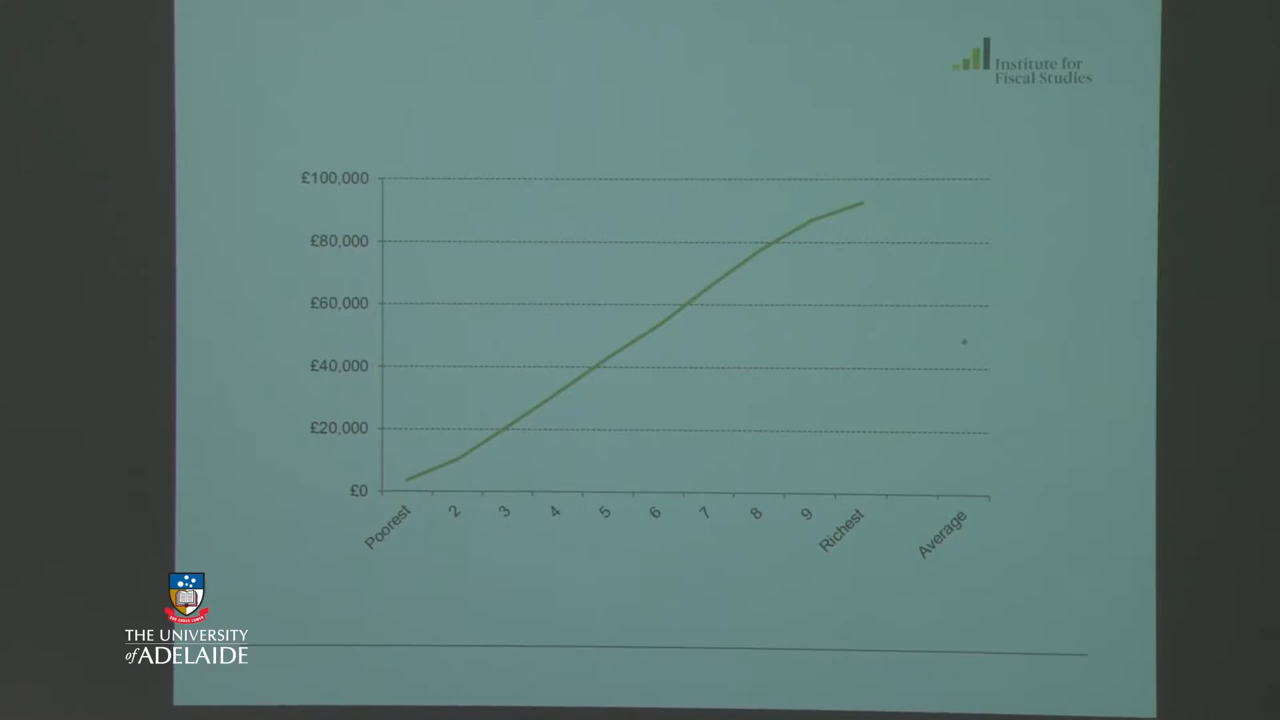 Institute for
Fiscal Studies
£100,000
£80,000
£60,000
£40,000
£20,000
£0
Poorest
2
3
4
5
6
7
8
9
Richest
Average
THE UNIVERSITY
of ADELAIDE